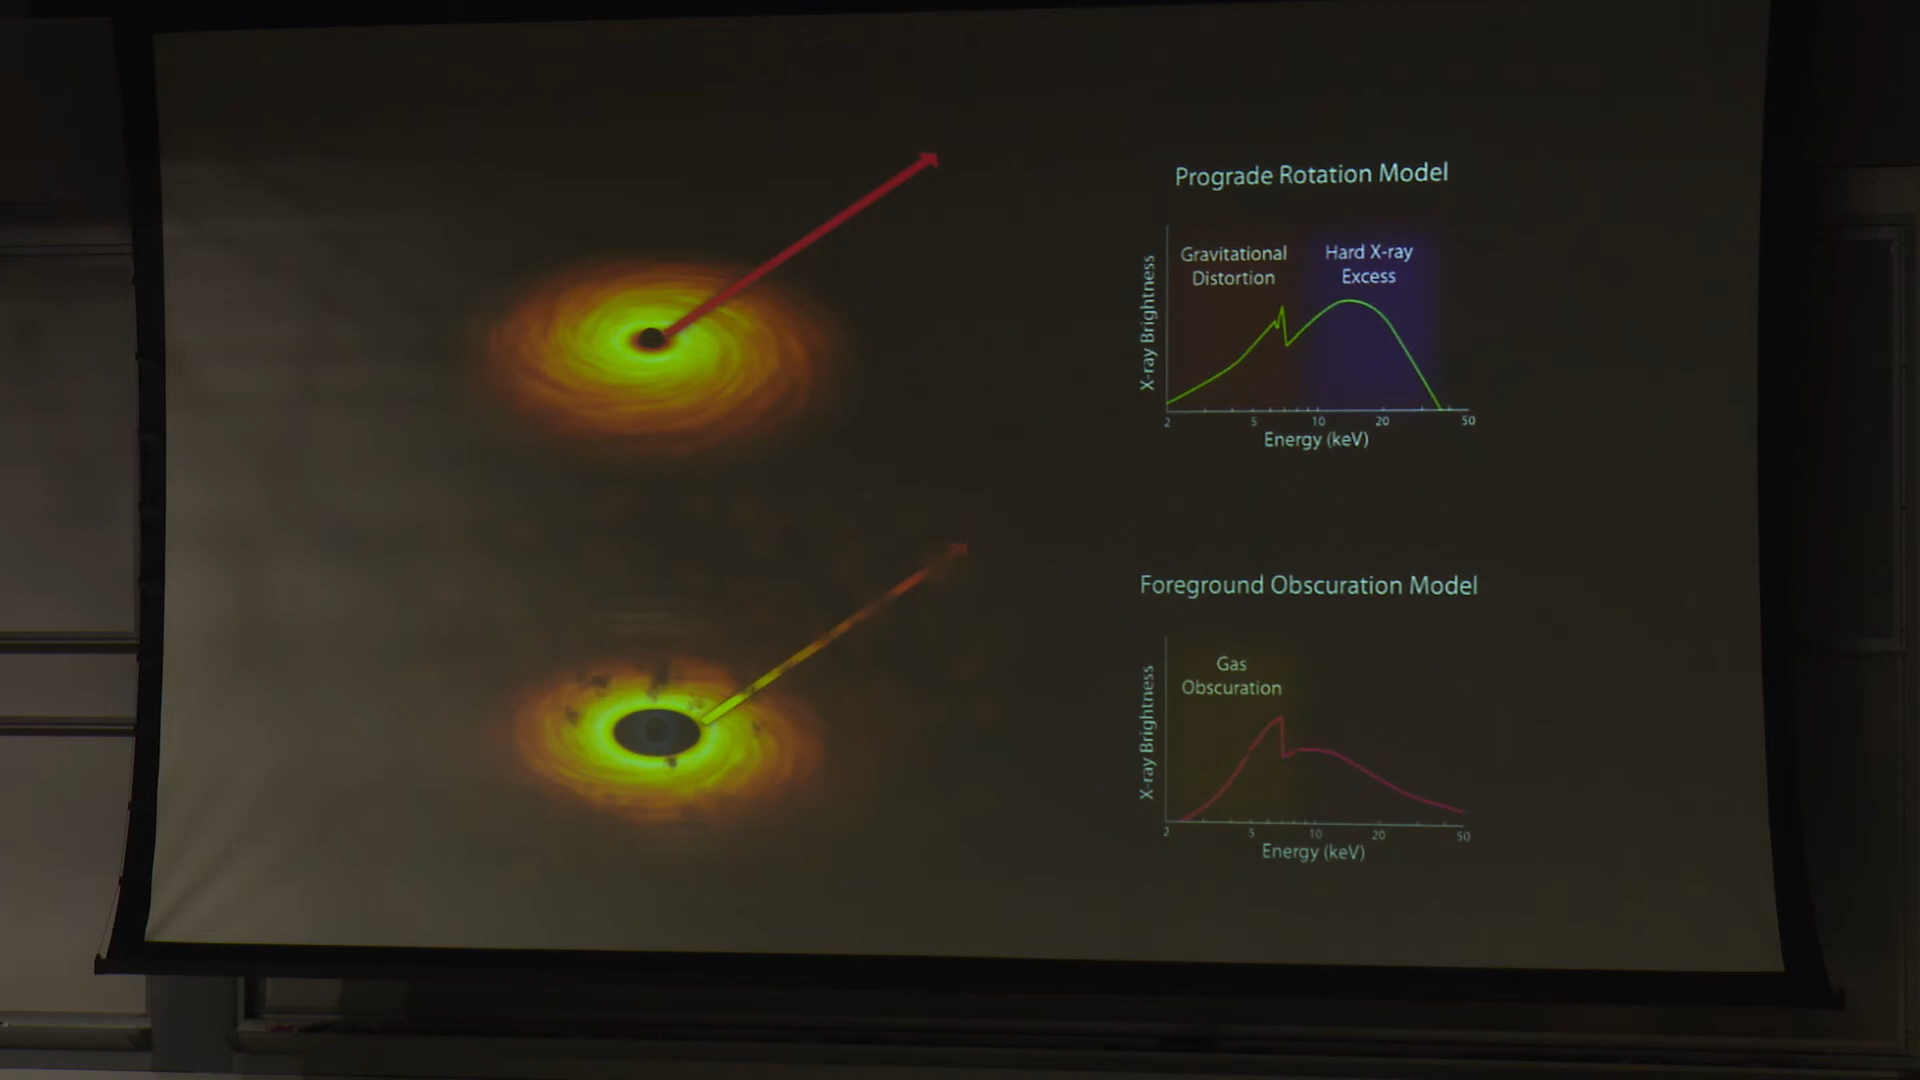 Prograde Rotation Model
Gravitational
Distortion
Hard X-ray
Excess
X-ray Brightness
2 5 10 20 50
Energy (keV)
Foreground Obscuration Model
Gas
Obscuration
X-ray Brightness
2 5 10 20 50
Energy (keV)